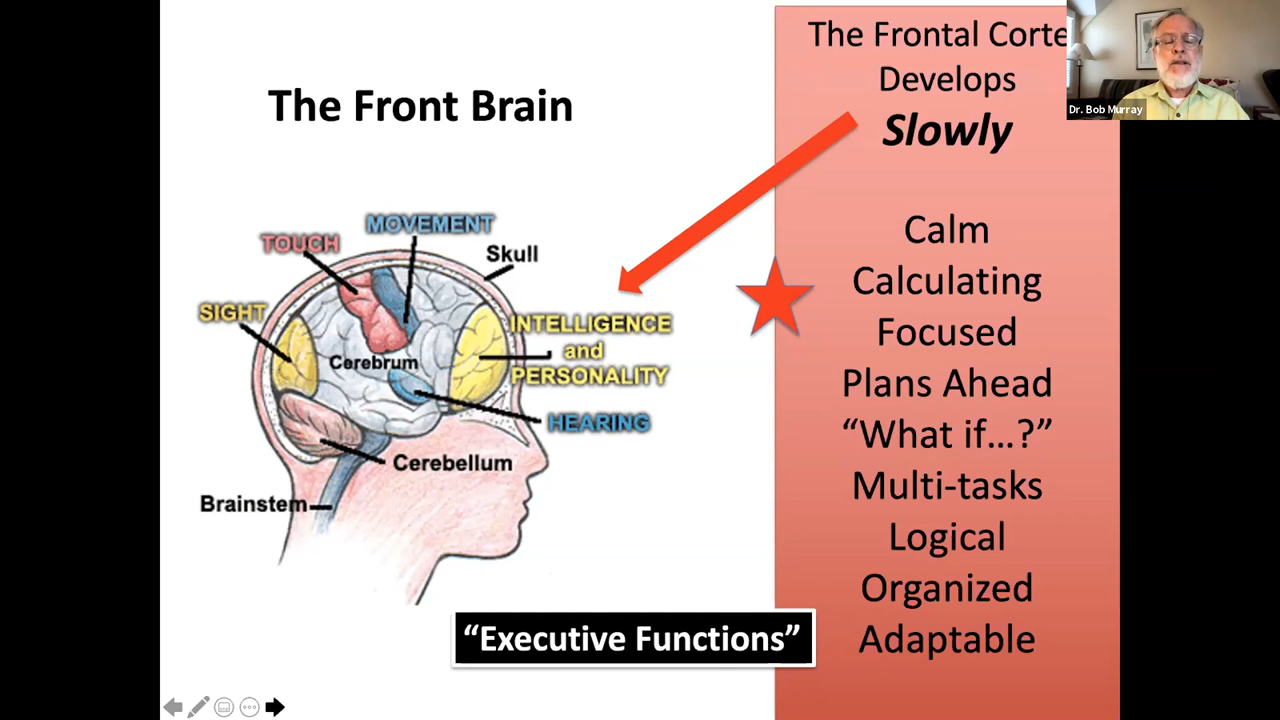 The Front Brain
The Frontal Corte
Develops
Slowly
Dr. Bob Murray
MOVEMENT
TOUCH
Skull
SIGHT
INTELLIGENCE
and
PERSONALITY
Cerebrum
HEARING
Cerebellum
Brainstem
Calm
Calculating
Focused
Plans Ahead
“What if…?”
Multi-tasks
Logical
Organized
Adaptable
“Executive Functions”